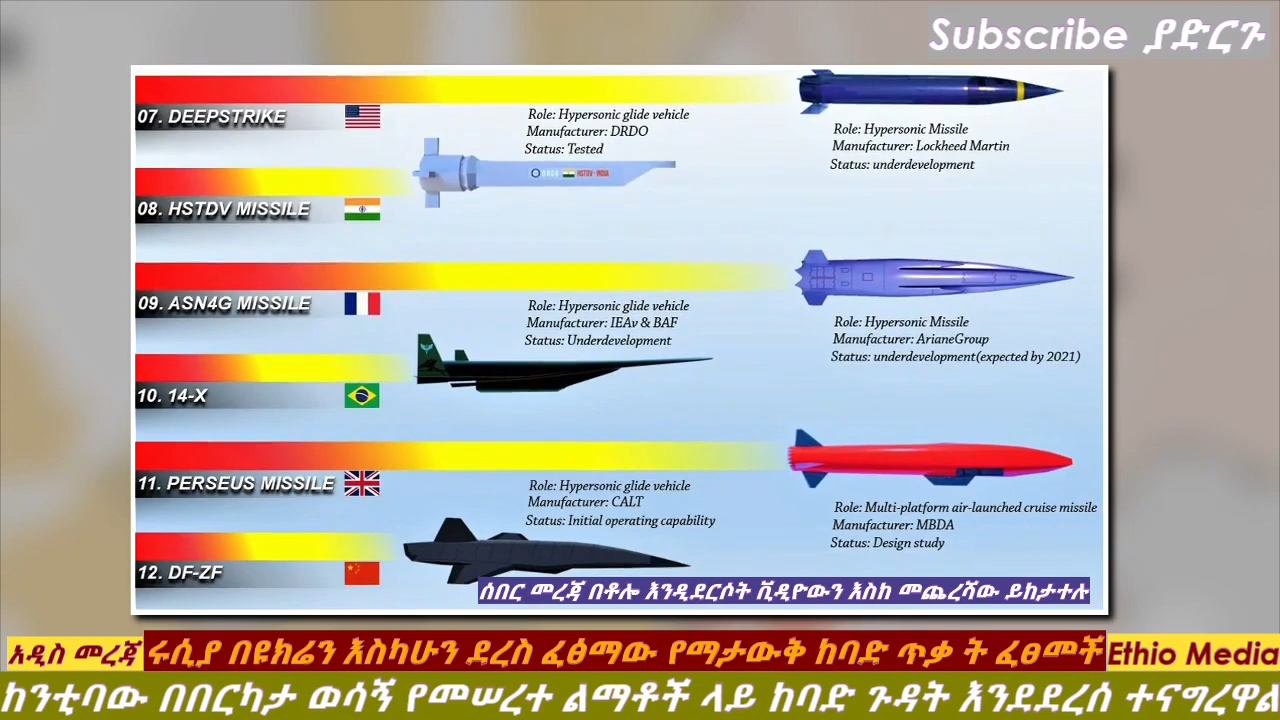 Subscribe ያድርጉ
07. DEEPSTRIKE
Role: Hypersonic Missile
Manufacturer: Lockheed Martin
Status: underdevelopment
Role: Hypersonic glide vehicle
Manufacturer: DRDO
Status: Tested
DRDO HSTDV - INDIA
08. HSTDV MISSILE
09. ASN4G MISSILE
Role: Hypersonic Missile
Manufacturer: ArianeGroup
Status: underdevelopment(expected by 2021)
Role: Hypersonic glide vehicle
Manufacturer: IEAv & BAF
Status: Underdevelopment
10. 14-X
11. PERSEUS MISSILE
Role: Multi-platform air-launched cruise missile
Manufacturer: MBDA
Status: Design study
Role: Hypersonic glide vehicle
Manufacturer: CALT
Status: Initial operating capability
12. DF-ZF
ሰበር መረጃ በቶሎ እንዲደርሶት ቪዲዮውን እስከ መጨረሻው ይከታተሉ
አዲስ መረጃ ሩሲያ በዩክሬን እስካሁን ደረስ ፈፅማው የማታውቅ ከባድ ጥቃ ት ፈፀመች Ethio Media
ከንቲባው በበርካታ ወሳኝ የመሠረተ ልማቶች ላይ ከባድ ጉዳት እንደደረሰ ተናግረዋል